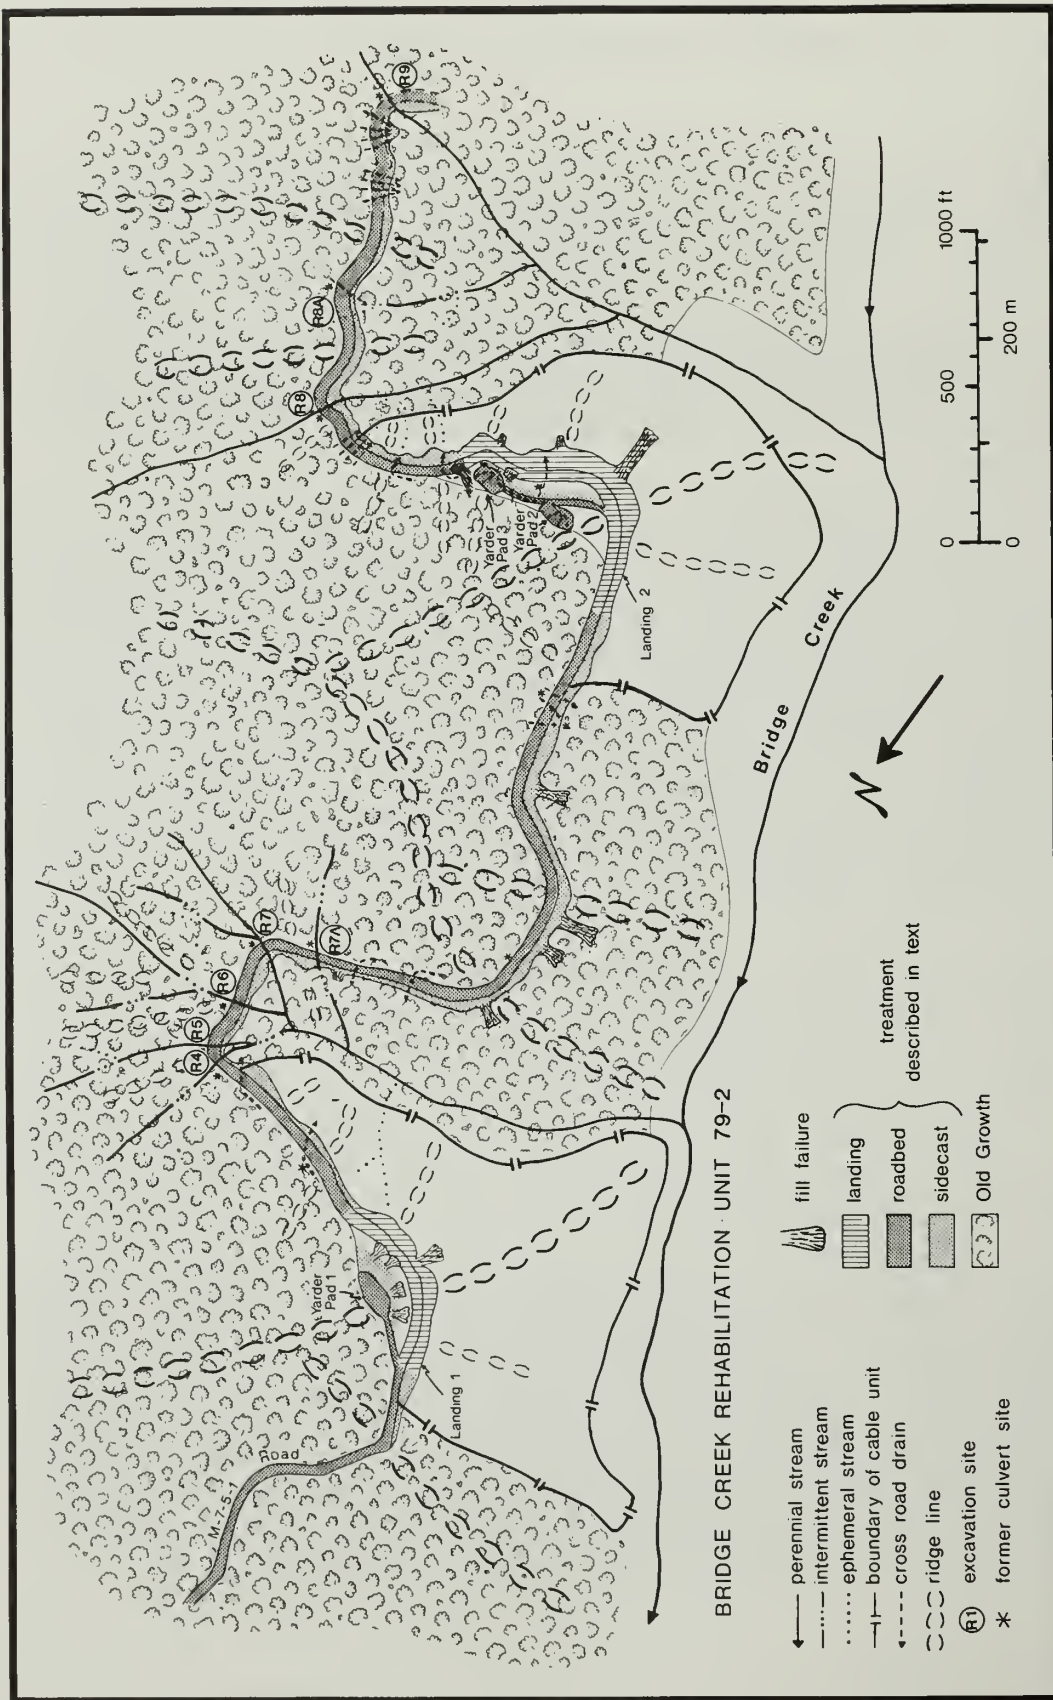 R9
R8A
R8
Yarder
Pad 3
Yarder
Pad 2
Landing 2
R7
R7A
R6
R5
R4
Yarder
Pad 1
Landing 1
M-7-5-1 Road
Bridge Creek
N
0 500 1000 ft
0 200 m
BRIDGE CREEK REHABILITATION · UNIT 79-2
perennial stream
intermittent stream
ephemeral stream
boundary of cable unit
cross road drain
ridge line
R1 excavation site
* former culvert site
fill failure
landing
roadbed
sidecast
Old Growth
treatment
described in text